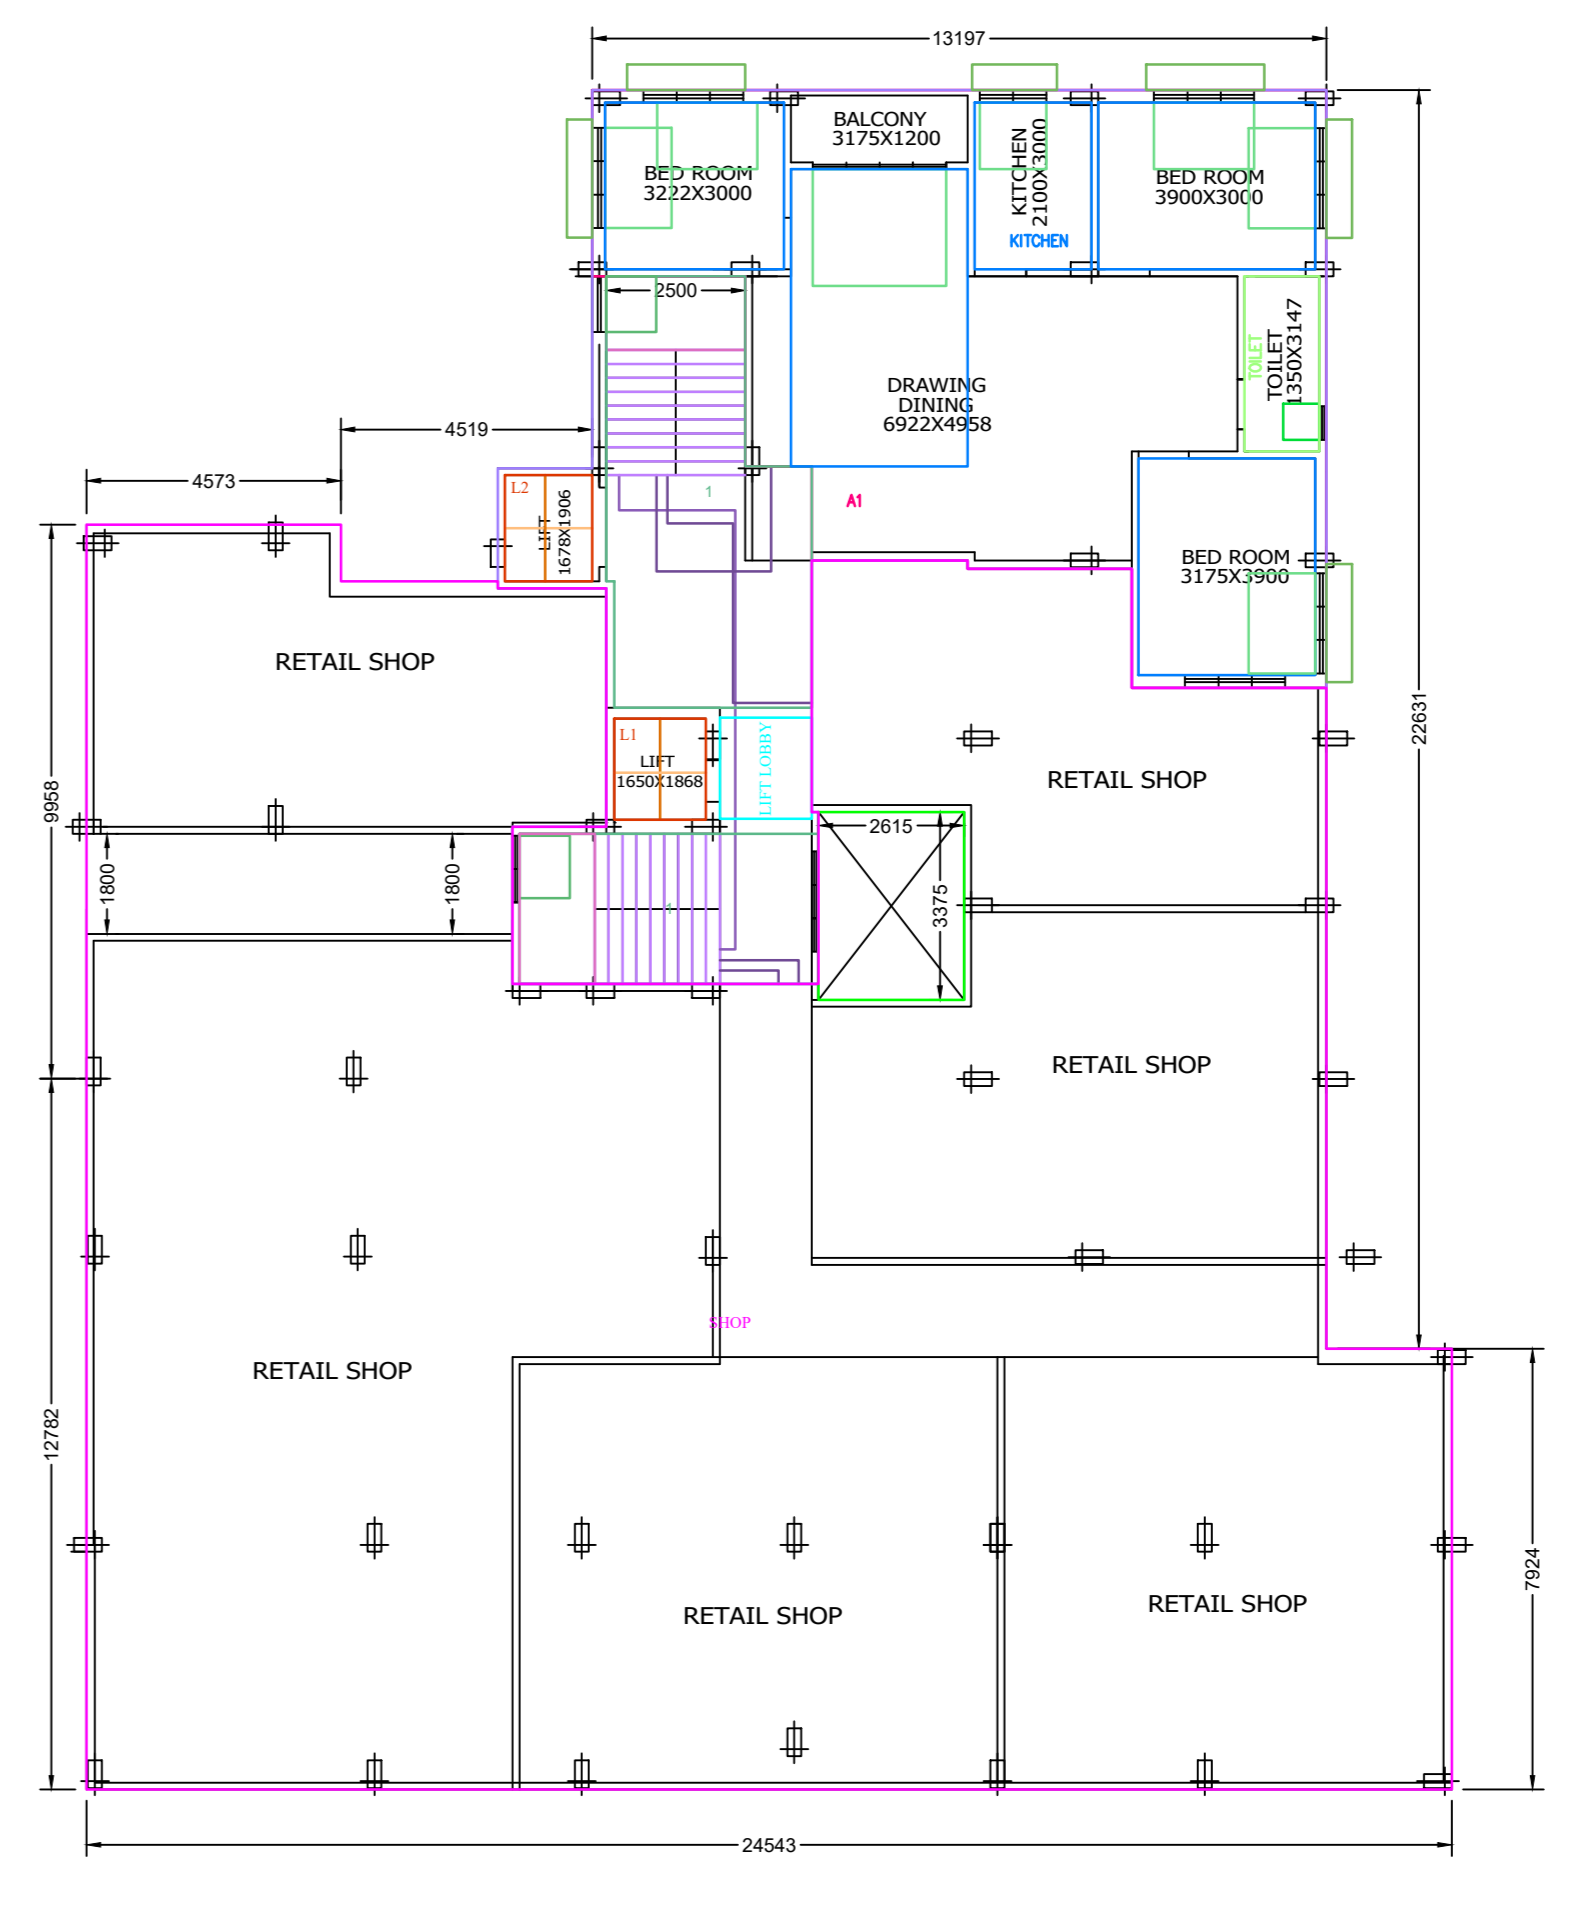 13197
BALCONY
3175X1200
KITCHEN
2100X3000
BED ROOM
3222X3000
BED ROOM
3900X3000
KITCHEN
2500
TOILET
TOILET
1350X3147
DRAWING
DINING
6922X4958
4519
4573
L2
LIFT
1678X1906
1
A1
BED ROOM
3175X3900
RETAIL SHOP
22631
L1
LIFT
1650X1868
LIFT LOBBY
RETAIL SHOP
9958
2615
1800
1800
3375
1
RETAIL SHOP
SHOP
RETAIL SHOP
12782
7924
RETAIL SHOP
RETAIL SHOP
24543